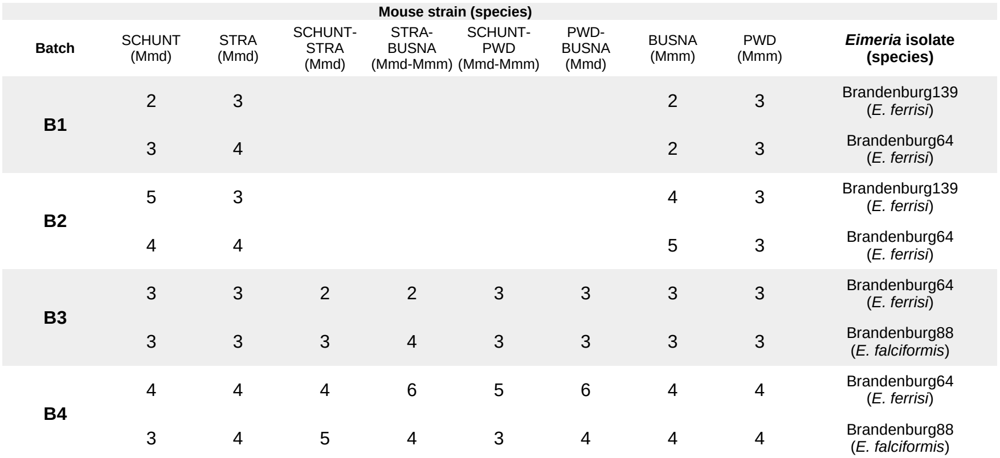 Mouse strain (species)
Batch SCHUNT (Mmd) STRA (Mmd) SCHUNT-STRA (Mmd) STRA-BUSNA (Mmd-Mmm) SCHUNT-PWD (Mmd-Mmm) PWD-BUSNA (Mmd) BUSNA (Mmm) PWD (Mmm) Eimeria isolate (species)
B1
2 3 2 3 Brandenburg139 (E. ferrisi)
3 4 2 3 Brandenburg64 (E. ferrisi)
B2
5 3 4 3 Brandenburg139 (E. ferrisi)
4 4 5 3 Brandenburg64 (E. ferrisi)
B3
3 3 2 2 3 3 3 3 Brandenburg64 (E. ferrisi)
3 3 3 4 3 3 3 3 Brandenburg88 (E. falciformis)
B4
4 4 4 6 5 6 4 4 Brandenburg64 (E. ferrisi)
3 4 5 4 3 4 4 4 Brandenburg88 (E. falciformis)